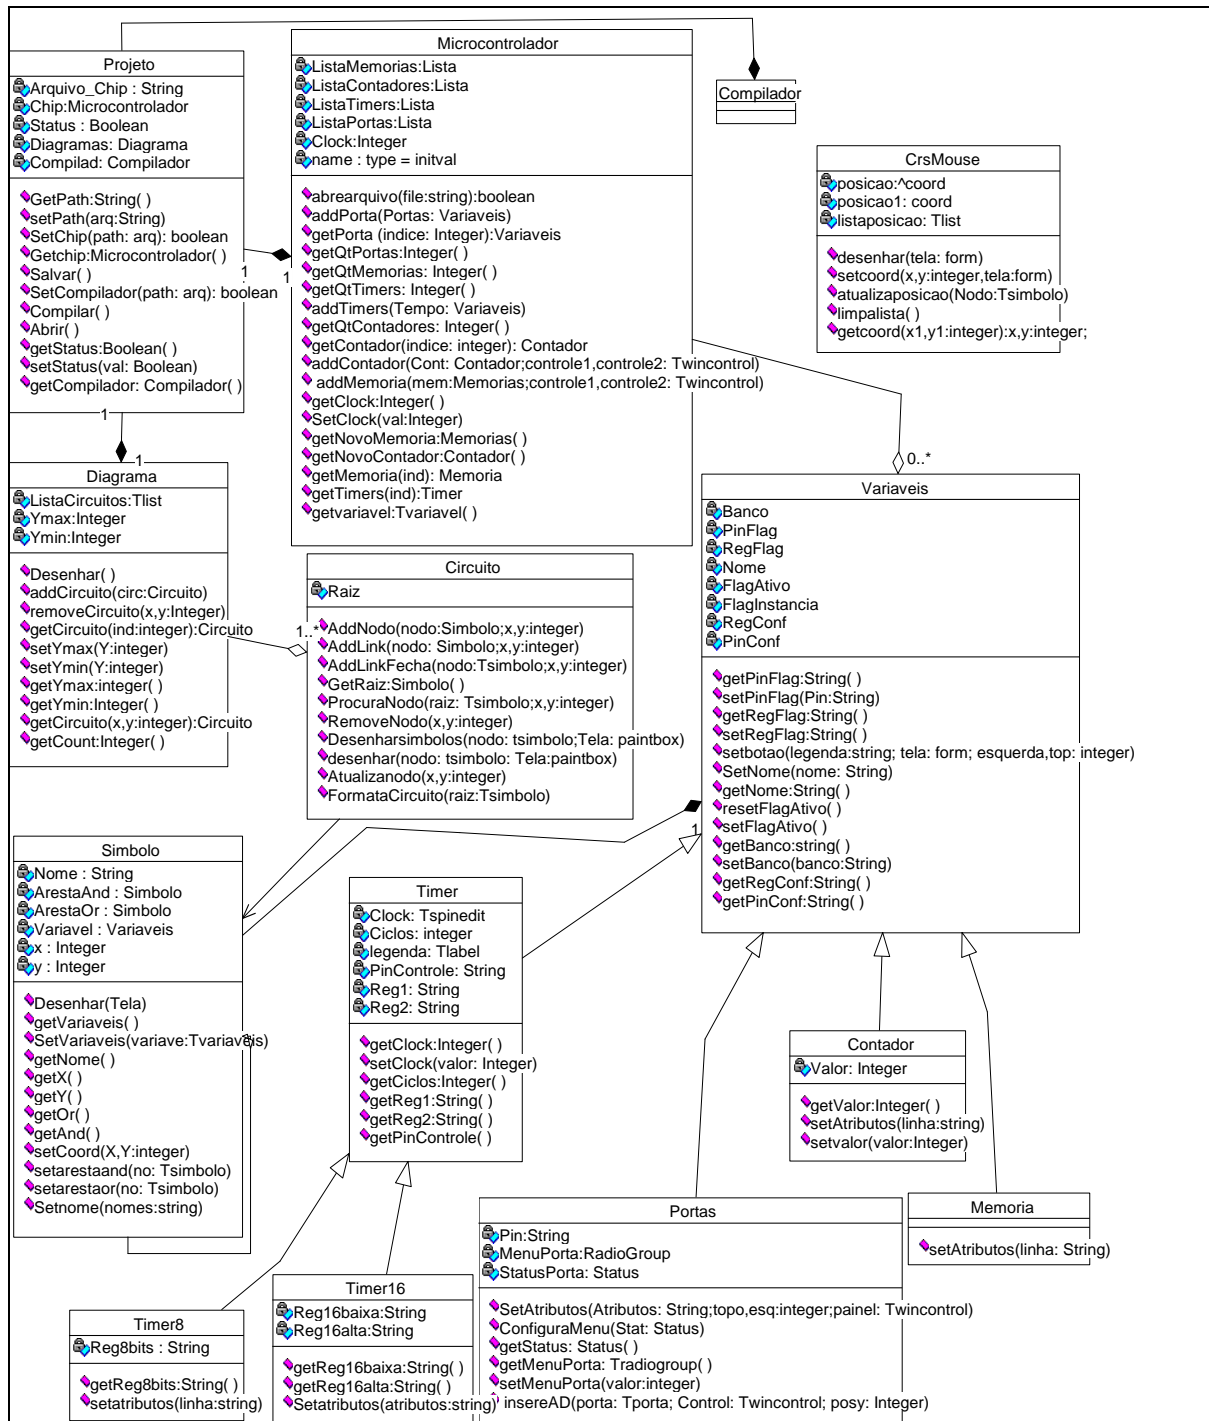 Projeto
Arquivo_Chip : String
Chip:Microcontrolador
Status : Boolean
Diagramas: Diagrama
Compilad: Compilador
GetPath:String( )
setPath(arq:String)
SetChip(path: arq): boolean
Getchip:Microcontrolador( )
Salvar( )
SetCompilador(path: arq): boolean
Compilar( )
Abrir( )
getStatus:Boolean( )
setStatus(val: Boolean)
getCompilador: Compilador( )
1
1
1
1
Microcontrolador
ListaMemorias:Lista
ListaContadores:Lista
ListaTimers:Lista
ListaPortas:Lista
Clock:Integer
name : type = initval
abrearquivo(file:string):boolean
addPorta(Portas: Variaveis)
getPorta (indice: Integer):Variaveis
getQtPortas:Integer( )
getQtMemorias: Integer( )
getQtTimers: Integer( )
addTimers(Tempo: Variaveis)
getQtContadores: Integer( )
getContador(indice: integer): Contador
addContador(Cont: Contador;controle1,controle2: Twincontrol)
addMemoria(mem:Memorias;controle1,controle2: Twincontrol)
getClock:Integer( )
SetClock(val:Integer)
getNovoMemoria:Memorias( )
getNovoContador:Contador( )
getMemoria(ind): Memoria
getTimers(ind):Timer
getvariavel:Tvariavel( )
Compilador
CrsMouse
posicao:^coord
posicao1: coord
listaposicao: Tlist
desenhar(tela: form)
setcoord(x,y:integer,tela:form)
atualizaposicao(Nodo:Tsimbolo)
limpalista( )
getcoord(x1,y1:integer):x,y:integer;
0..*
Diagrama
ListaCircuitos:Tlist
Ymax:Integer
Ymin:Integer
Desenhar( )
addCircuito(circ:Circuito)
removeCircuito(x,y:Integer)
getCircuito(ind:integer):Circuito
setYmax(Y:integer)
setYmin(Y:integer)
getYmax:integer( )
getYmin:Integer( )
getCircuito(x,y:integer):Circuito
getCount:Integer( )
1..*
Circuito
Raiz
AddNodo(nodo:Simbolo;x,y:integer)
AddLink(nodo: Simbolo;x,y:integer)
AddLinkFecha(nodo:Tsimbolo;x,y:integer)
GetRaiz:Simbolo( )
ProcuraNodo(raiz: Tsimbolo;x,y:integer)
RemoveNodo(x,y:integer)
Desenharsimbolos(nodo: tsimbolo;Tela: paintbox)
desenhar(nodo: tsimbolo: Tela:paintbox)
Atualizanodo(x,y:integer)
FormataCircuito(raiz:Tsimbolo)
Variaveis
Banco
PinFlag
RegFlag
Nome
FlagAtivo
FlagInstancia
RegConf
PinConf
getPinFlag:String( )
setPinFlag(Pin:String)
getRegFlag:String( )
setRegFlag:String( )
setbotao(legenda:string; tela: form; esquerda,top: integer)
SetNome(nome: String)
getNome:String( )
resetFlagAtivo( )
setFlagAtivo( )
getBanco:string( )
setBanco(banco:String)
getRegConf:String( )
getPinConf:String( )
1
Simbolo
Nome : String
ArestaAnd : Simbolo
ArestaOr : Simbolo
Variavel : Variaveis
x : Integer
y : Integer
Desenhar(Tela)
getVariaveis( )
SetVariaveis(variave:Tvariaveis)
getNome( )
getX( )
getY( )
getOr( )
getAnd( )
setCoord(X,Y:integer)
setarestaand(no: Tsimbolo)
setarestaor(no: Tsimbolo)
Setnome(nomes:string)
Timer
Clock: Tspinedit
Ciclos: integer
legenda: Tlabel
PinControle: String
Reg1: String
Reg2: String
getClock:Integer( )
setClock(valor: Integer)
getCiclos:Integer( )
getReg1:String( )
getReg2:String( )
getPinControle( )
Contador
Valor: Integer
getValor:Integer( )
setAtributos(linha:string)
setvalor(valor:Integer)
Memoria
setAtributos(linha: String)
Portas
Pin:String
MenuPorta:RadioGroup
StatusPorta: Status
SetAtributos(Atributos: String;topo,esq:integer;painel: Twincontrol)
ConfiguraMenu(Stat: Status)
getStatus: Status( )
getMenuPorta: Tradiogroup( )
setMenuPorta(valor:integer)
insereAD(porta: Tporta; Control: Twincontrol; posy: Integer)
Timer16
Reg16baixa:String
Reg16alta:String
getReg16baixa:String( )
getReg16alta:String( )
Setatributos(atributos:string)
Timer8
Reg8bits : String
getReg8bits:String( )
setatributos(linha:string)